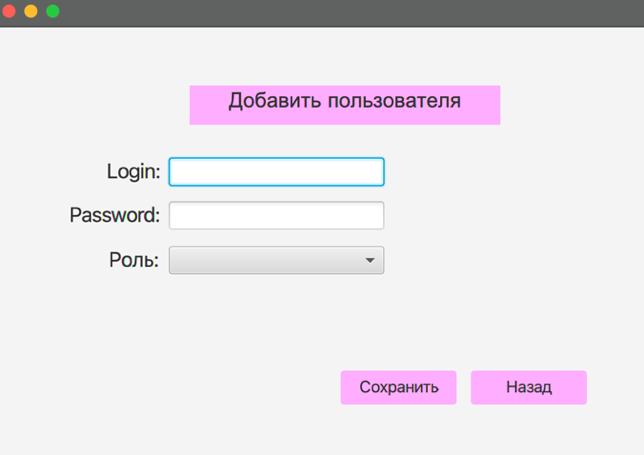 Добавить пользователя
Login:
Password:
Роль:
Сохранить
Назад